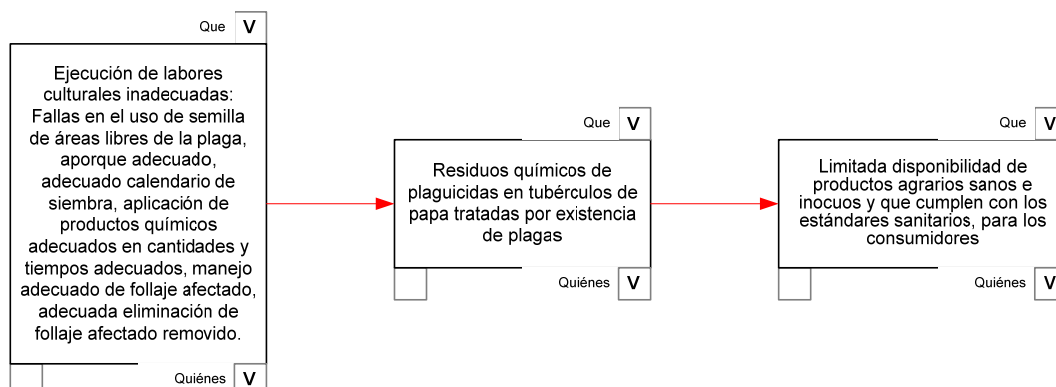 Que V
Ejecución de labores
culturales inadecuadas:
Fallas en el uso de semilla
de áreas libres de la plaga,
aporque adecuado,
adecuado calendario de
siembra, aplicación de
productos químicos
adecuados en cantidades y
tiempos adecuados, manejo
adecuado de follaje afectado,
adecuada eliminación de
follaje afectado removido.
Quiénes V
Que V
Residuos químicos de
plaguicidas en tubérculos de
papa tratadas por existencia
de plagas
Quiénes V
Que V
Limitada disponibilidad de
productos agrarios sanos e
inocuos y que cumplen con los
estándares sanitarios, para los
consumidores
Quiénes V